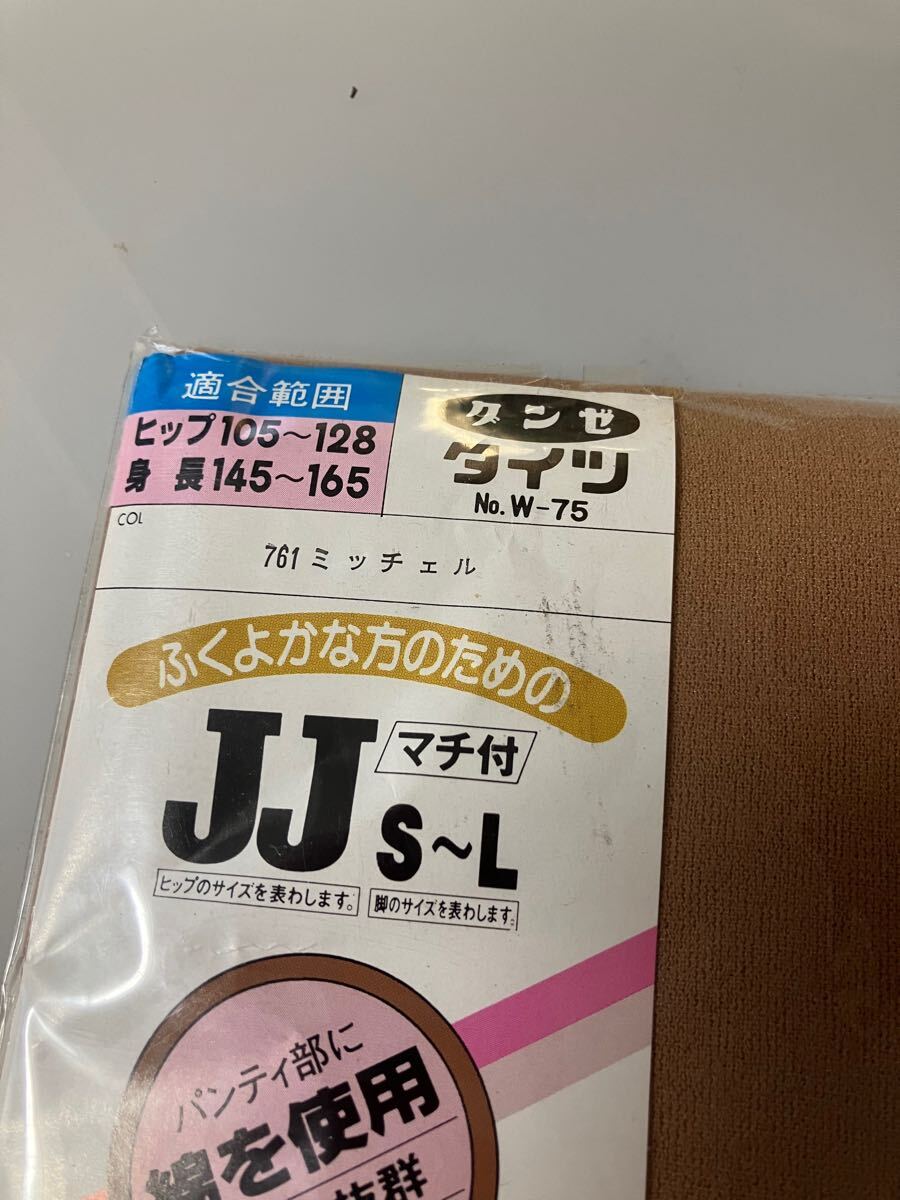 適合範囲
ヒップ105～128
身長145～165
グンゼ
タイツ
No. W-75
COL
761 ミッチェル
ふくよかな方のための
JJ
マチ付
S～L
ヒップのサイズを表わします。
脚のサイズを表わします。
パンティ部に
綿を使用
抜群